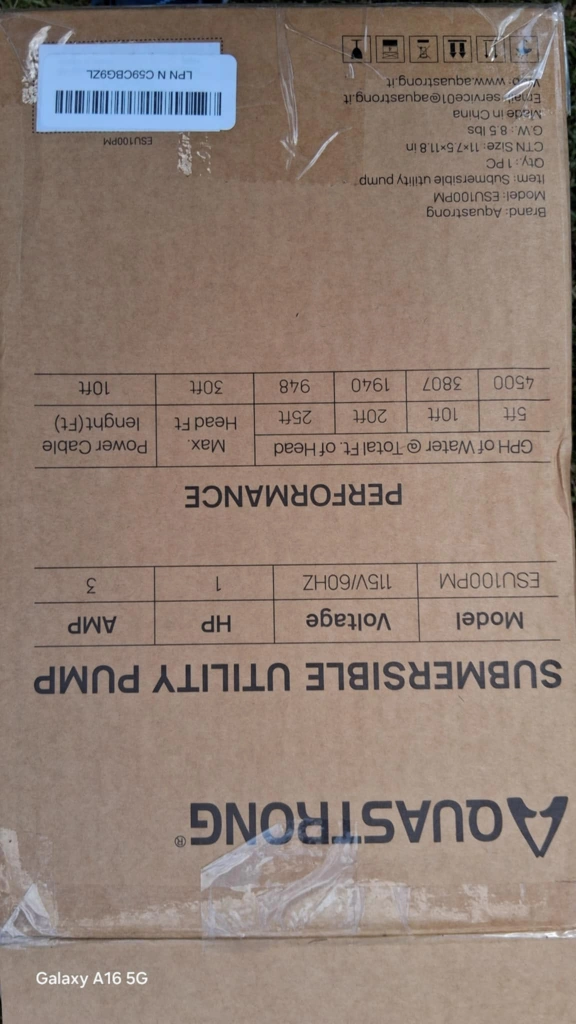 AQUASTRONG®
SUBMERSIBLE UTILITY PUMP
Model Voltage HP AMP
ESU100PM 115V/60HZ 1 3
PERFORMANCE
GPH of Water @ Total Ft. of Head Max. Head Ft Power Cable lenght(Ft)
5ft 10ft 20ft 25ft
4500 3807 1940 948 30ft 10ft
Brand: Aquastrong
Model: ESU100PM
Item: Submersible utility pump
Qty: 1 PC
CTN Size: 11×7.5×11.8 in
G.W: 8.5 lbs
Made in China
Email: service01@aquastrong.it
www.aquastrong.it
ESU100PM
LPN N C59CBG9ZL
Galaxy A16 5G